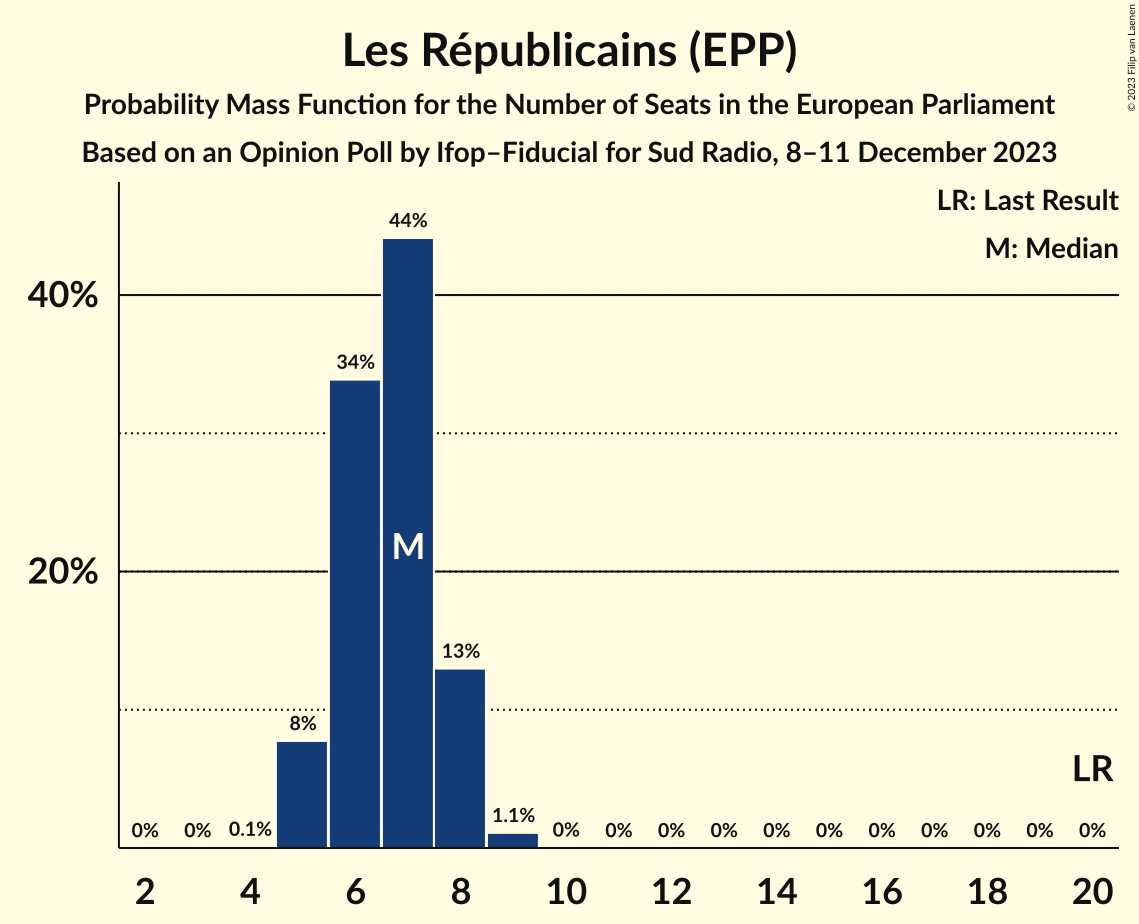 Les Républicains (EPP)
Probability Mass Function for the Number of Seats in the European Parliament
Based on an Opinion Poll by Ifop–Fiducial for Sud Radio, 8–11 December 2023
© 2023 Filip van Laenen
LR: Last Result
M: Median
40%
20%
0%
0%
0.1%
8%
34%
44%
M
13%
1.1%
0%
0%
0%
0%
0%
0%
0%
0%
0%
0%
0%
LR
2 4 6 8 10 12 14 16 18 20